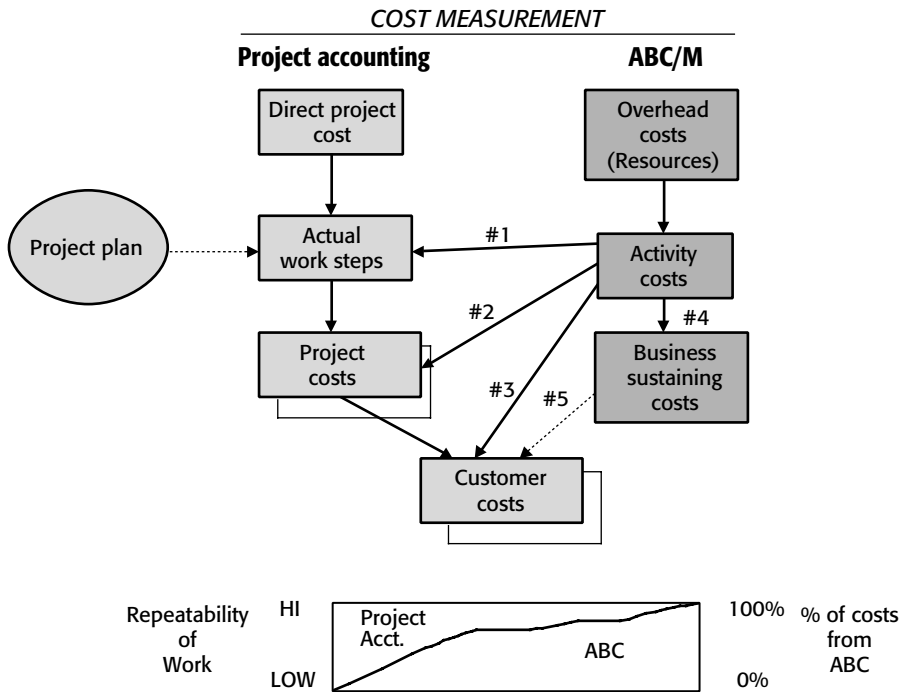 COST MEASUREMENT
Project accounting
ABC/M
Direct project
cost
Overhead
costs
(Resources)
Project plan
Actual
work steps
#1
Activity
costs
#2
#4
Project
costs
Business
sustaining
costs
#3
#5
Customer
costs
Repeatability
of
Work
HI
LOW
Project
Acct.
ABC
100%
0%
% of costs
from
ABC